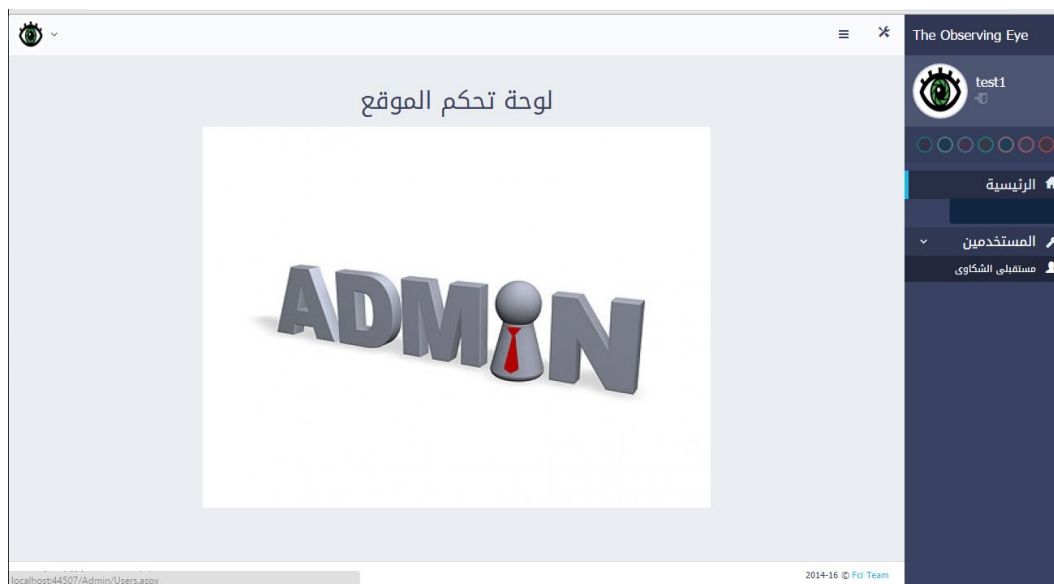 The Observing Eye
test1
لوحة تحكم الموقع
ADMIN
الرئيسية
المستخدمين
مستقبلى الشكاوى
2014-16 © Fci Team
localhost:44507/Admin/Users.aspx